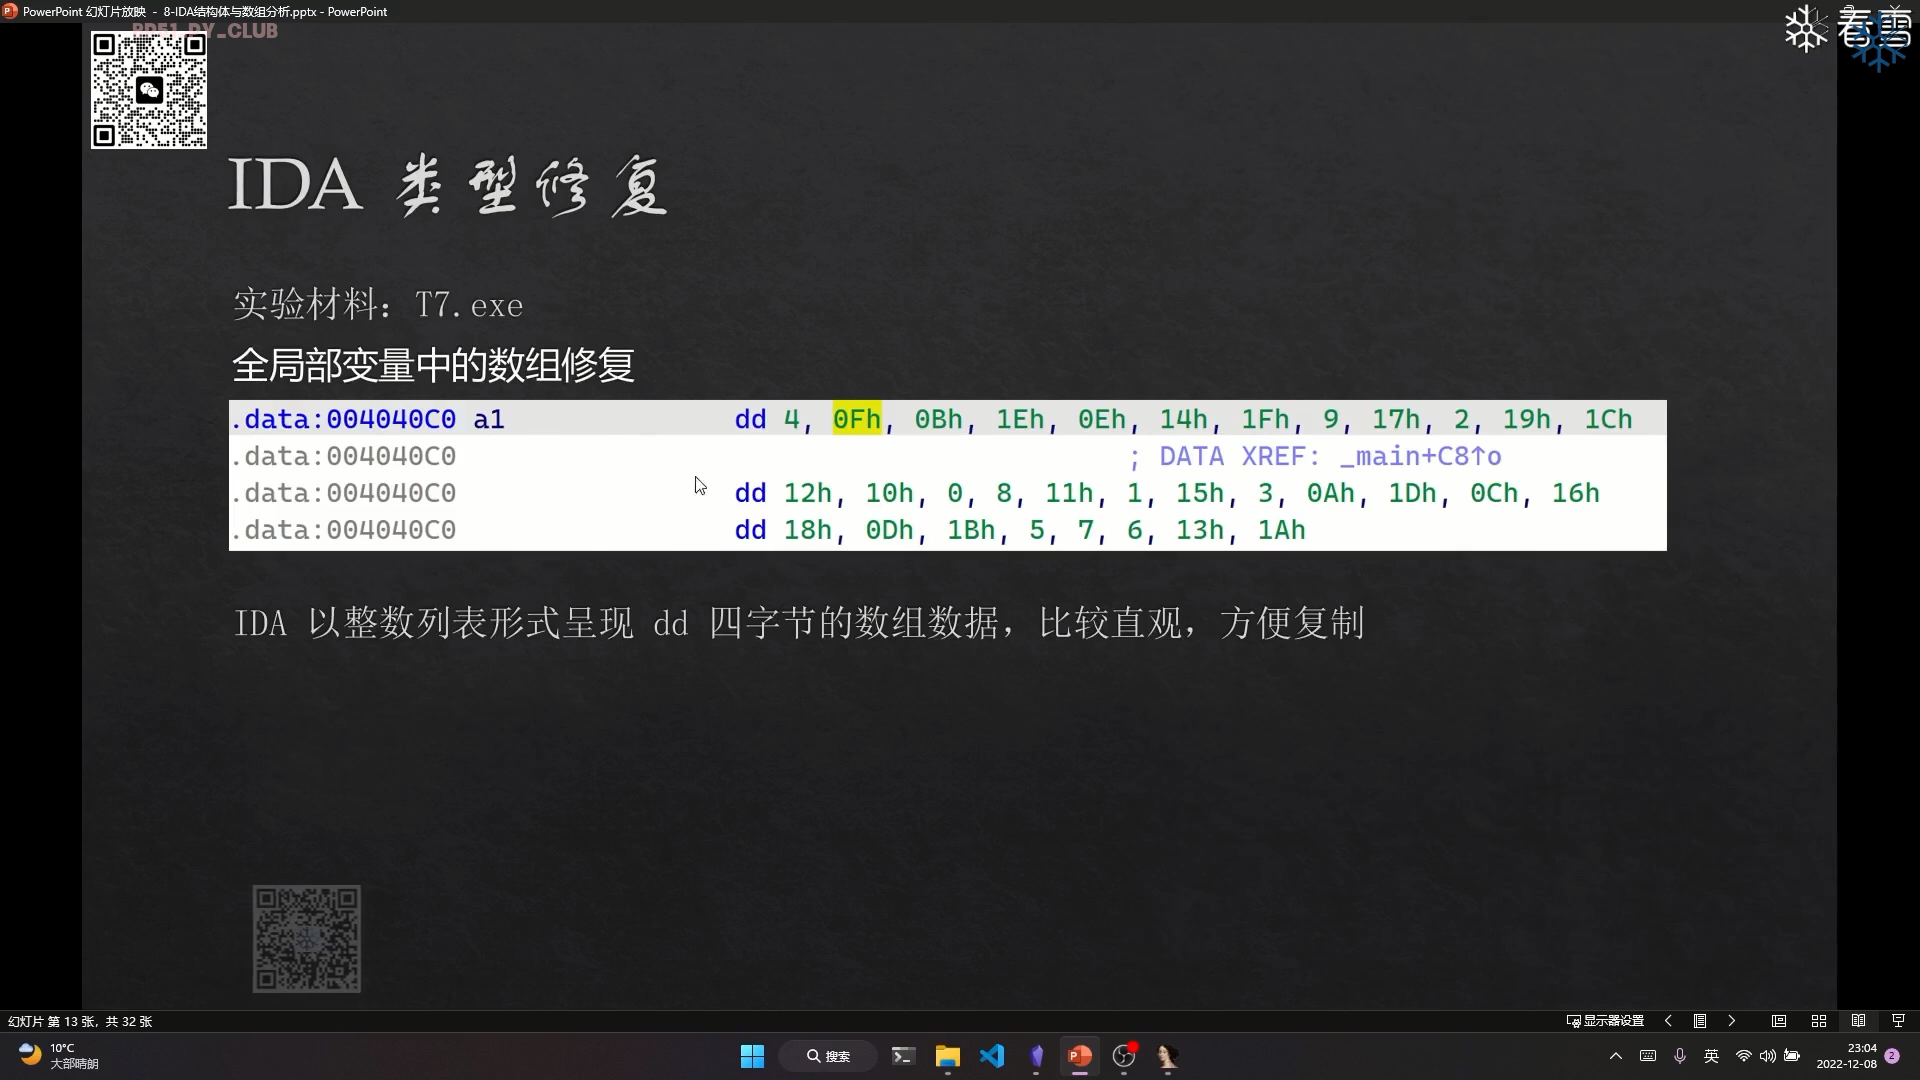 PowerPoint 幻灯片放映 - 8-IDA结构体与数组分析.pptx - PowerPoint
看雪
IDA 类型修复
实验材料：T7.exe
全局部变量中的数组修复
.data:004040C0 a1 dd 4, 0Fh, 0Bh, 1Eh, 0Eh, 14h, 1Fh, 9, 17h, 2, 19h, 1Ch
.data:004040C0 ; DATA XREF: _main+C8↑o
.data:004040C0 dd 12h, 10h, 0, 8, 11h, 1, 15h, 3, 0Ah, 1Dh, 0Ch, 16h
.data:004040C0 dd 18h, 0Dh, 1Bh, 5, 7, 6, 13h, 1Ah
IDA 以整数列表形式呈现 dd 四字节的数组数据，比较直观，方便复制
幻灯片 第 13 张，共 32 张
显示器设置
10°C
大部晴朗
搜索
英
23:04
2022-12-08
2